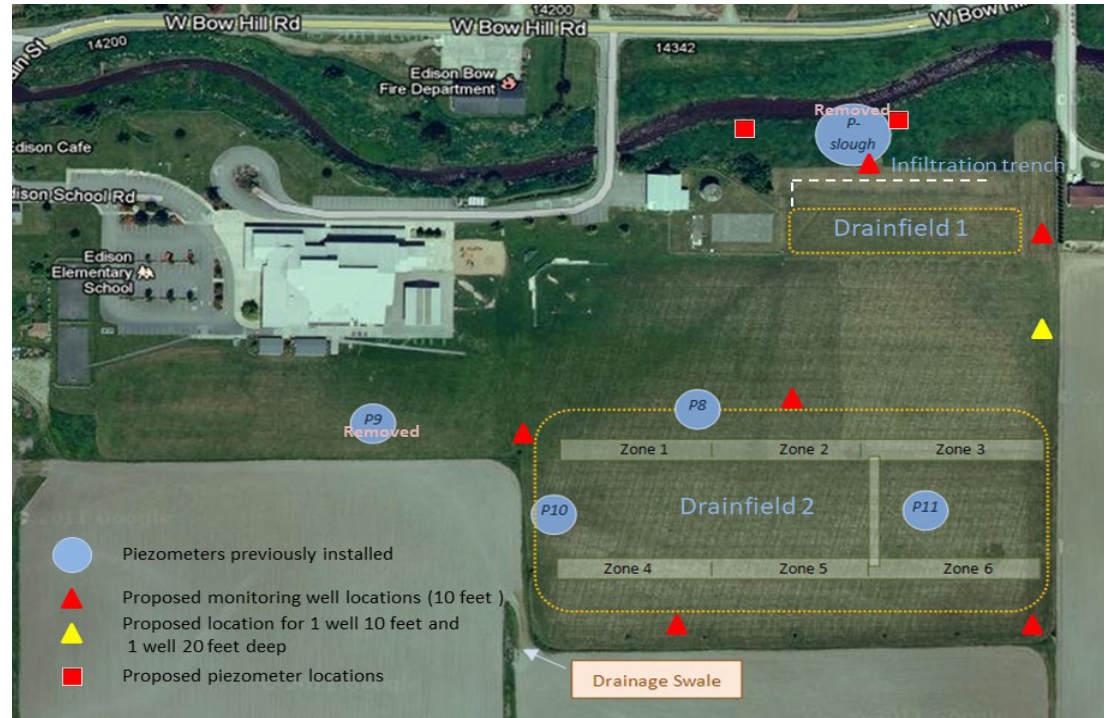 W Bow Hill Rd
W Bow Hill Rd
W Bow Hill Rd
14200
14200
14342
Edison Bow
Fire Department
Removed
P-
slough
Edison Cafe
Infiltration trench
Edison School Rd
Drainfield 1
Edison
Elementary
School
P9
Removed
P8
Zone 1
Zone 2
Zone 3
P10
Drainfield 2
P11
Zone 4
Zone 5
Zone 6
Piezometers previously installed
Proposed monitoring well locations (10 feet )
Proposed location for 1 well 10 feet and
1 well 20 feet deep
Proposed piezometer locations
Drainage Swale